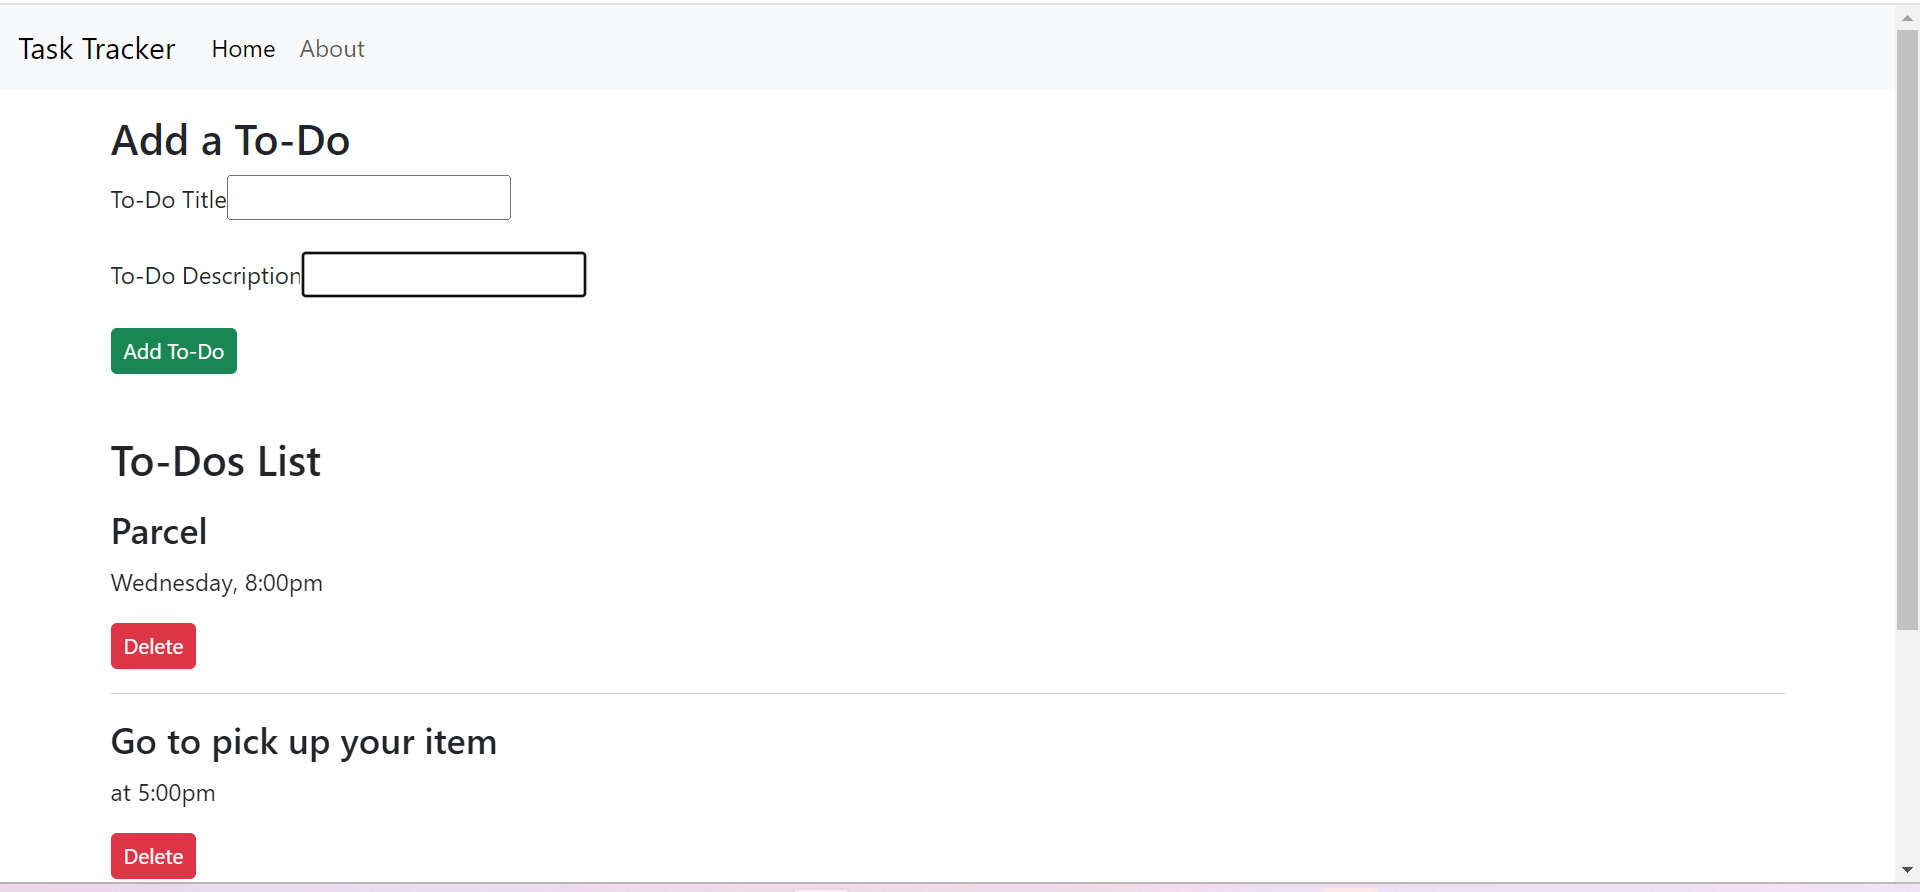 Task Tracker Home About
Add a To-Do
To-Do Title
To-Do Description
Add To-Do
To-Dos List
Parcel
Wednesday, 8:00pm
Delete
Go to pick up your item
at 5:00pm
Delete